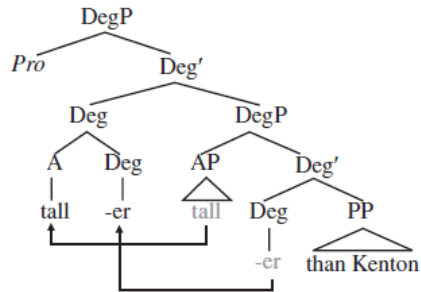 DegP
Pro Deg′
Deg DegP
A Deg AP Deg′
tall -er tall Deg PP
-er than Kenton